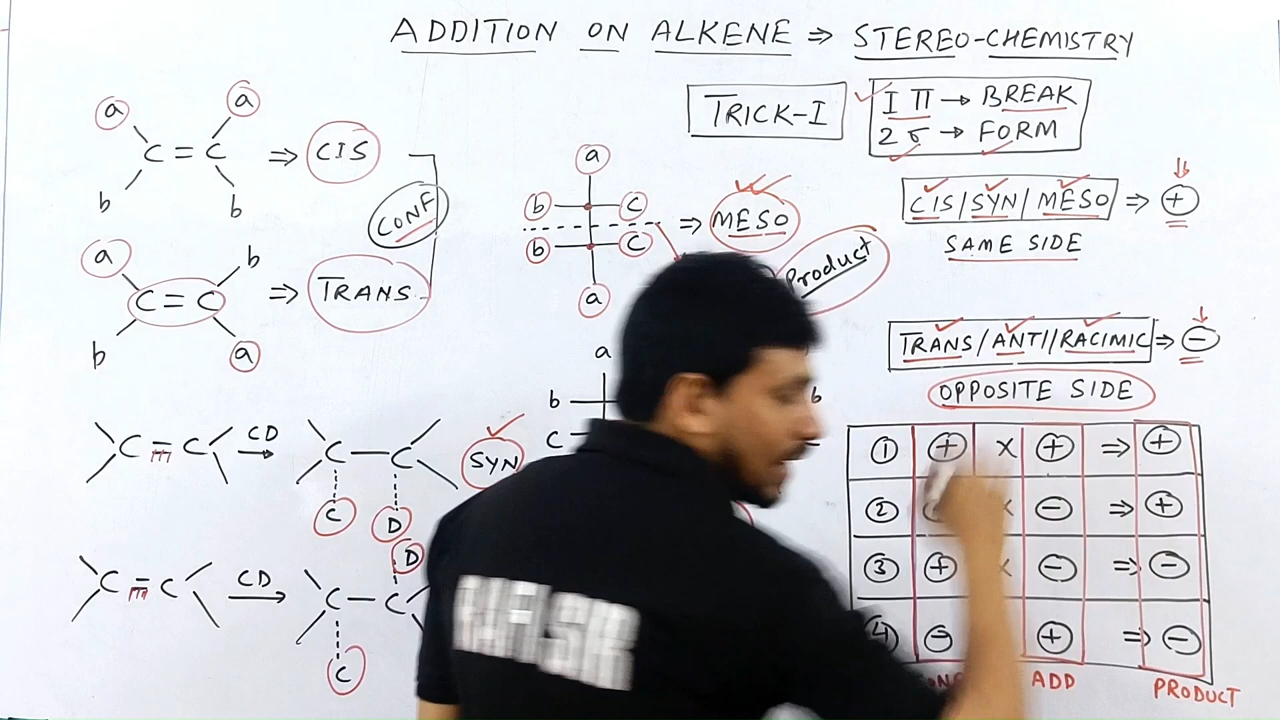 ADDITION ON ALKENE ⇒ STEREO-CHEMISTRY
TRICK-I
1 π → BREAK
2 σ → FORM
a a
C = C ⇒ CIS
b b
CONF
a b
C = C ⇒ TRANS
b a
a
b c
b c
a
⇒ MESO
Product
CIS/SYN/MESO ⇒ +
SAME SIDE
TRANS/ANTI/RACIMIC ⇒ -
OPPOSITE SIDE
a
b
c
b
C = C CD → C - C SYN
C D
C = C CD → C - C
D
C
1 + × + ⇒ +
2 × - ⇒ +
3 + × - ⇒ -
4 - + ⇒ -
ADD PRODUCT